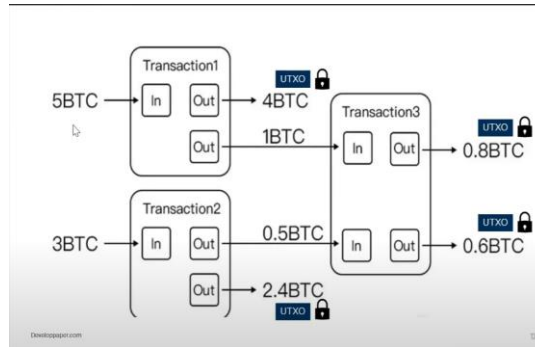 Transaction1
UTXO
5BTC
In
Out
4BTC
Out
1BTC
Transaction3
In
Out
UTXO
0.8BTC
Transaction2
3BTC
In
Out
0.5BTC
In
Out
UTXO
0.6BTC
Out
2.4BTC
UTXO